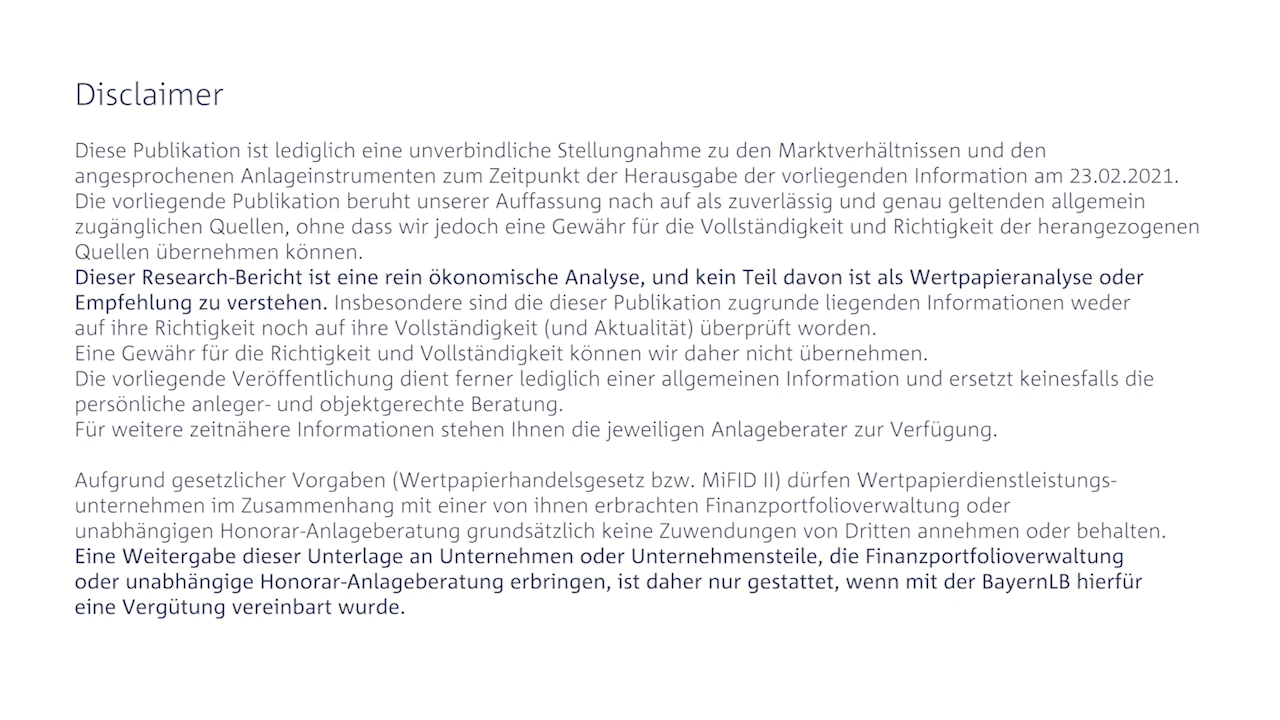 Disclaimer
Diese Publikation ist lediglich eine unverbindliche Stellungnahme zu den Marktverhältnissen und den
angesprochenen Anlageinstrumenten zum Zeitpunkt der Herausgabe der vorliegenden Information am 23.02.2021.
Die vorliegende Publikation beruht unserer Auffassung nach auf als zuverlässig und genau geltenden allgemein
zugänglichen Quellen, ohne dass wir jedoch eine Gewähr für die Vollständigkeit und Richtigkeit der herangezogenen
Quellen übernehmen können.
Dieser Research-Bericht ist eine rein ökonomische Analyse, und kein Teil davon ist als Wertpapieranalyse oder
Empfehlung zu verstehen. Insbesondere sind die dieser Publikation zugrunde liegenden Informationen weder
auf ihre Richtigkeit noch auf ihre Vollständigkeit (und Aktualität) überprüft worden.
Eine Gewähr für die Richtigkeit und Vollständigkeit können wir daher nicht übernehmen.
Die vorliegende Veröffentlichung dient ferner lediglich einer allgemeinen Information und ersetzt keinesfalls die
persönliche anleger- und objektgerechte Beratung.
Für weitere zeitnähere Informationen stehen Ihnen die jeweiligen Anlageberater zur Verfügung.
Aufgrund gesetzlicher Vorgaben (Wertpapierhandelsgesetz bzw. MiFID II) dürfen Wertpapierdienstleistungs-
unternehmen im Zusammenhang mit einer von ihnen erbrachten Finanzportfolioverwaltung oder
unabhängigen Honorar-Anlageberatung grundsätzlich keine Zuwendungen von Dritten annehmen oder behalten.
Eine Weitergabe dieser Unterlage an Unternehmen oder Unternehmensteile, die Finanzportfolioverwaltung
oder unabhängige Honorar-Anlageberatung erbringen, ist daher nur gestattet, wenn mit der BayernLB hierfür
eine Vergütung vereinbart wurde.